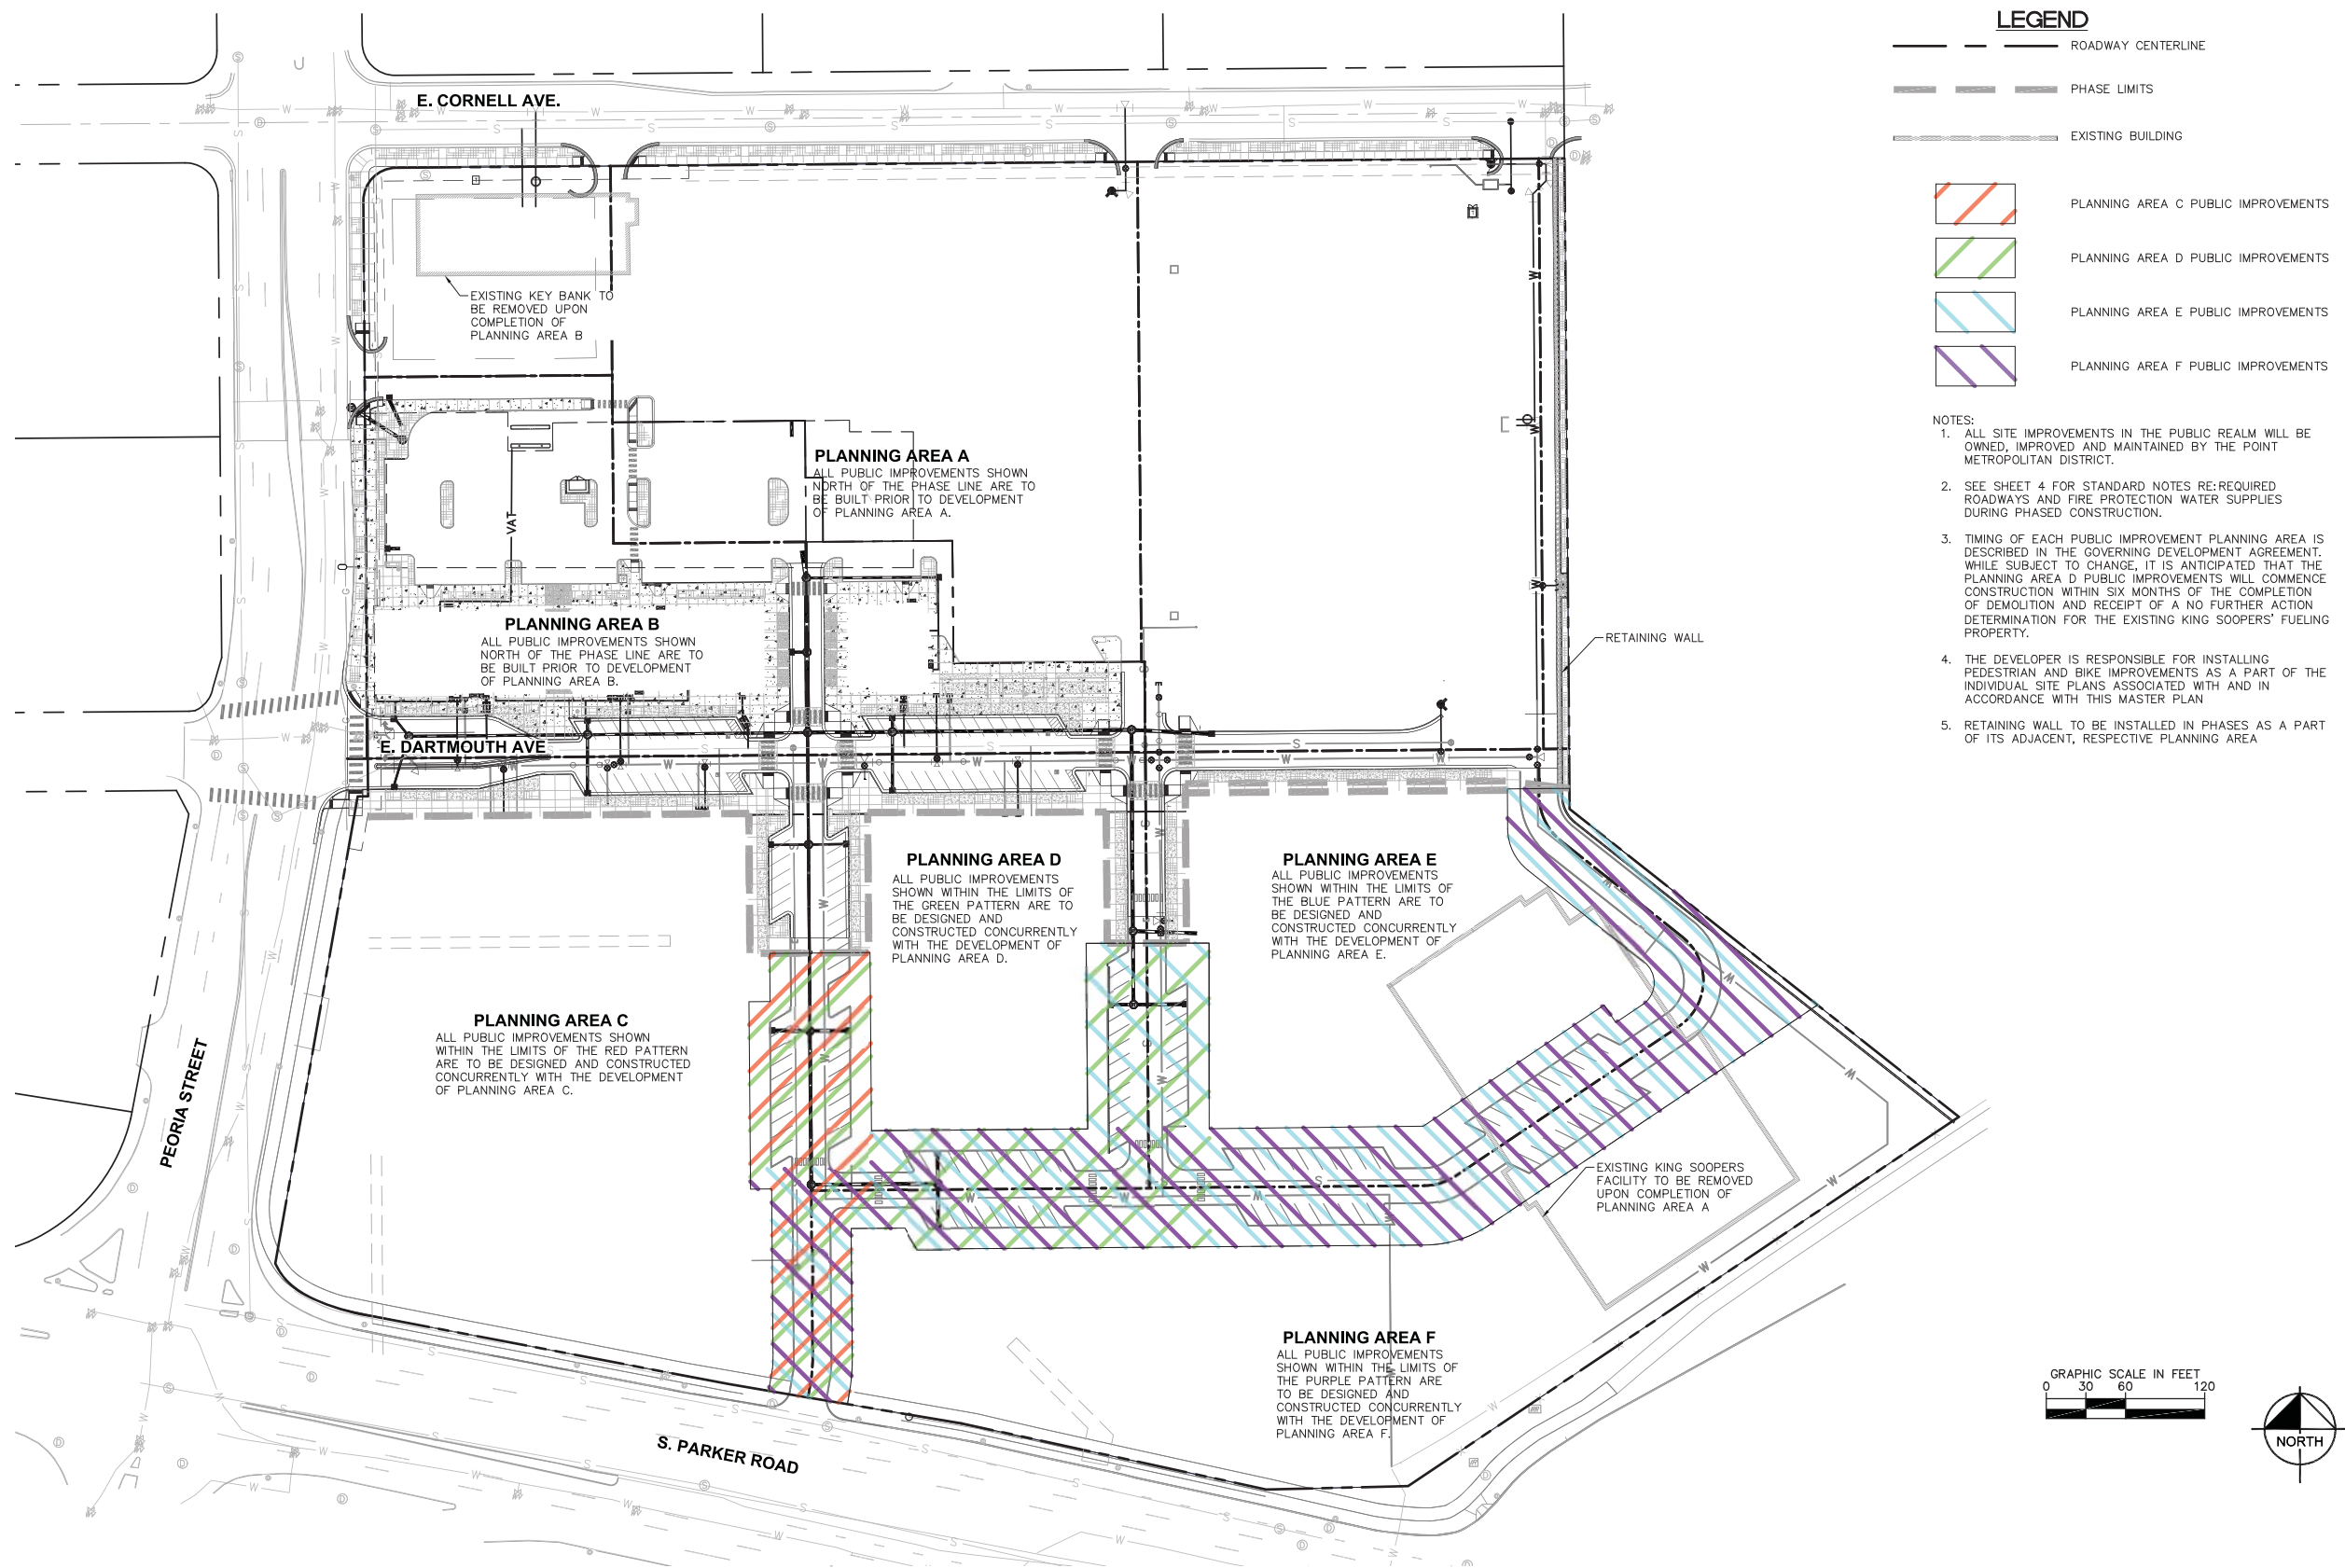 LEGEND
ROADWAY CENTERLINE
PHASE LIMITS
EXISTING BUILDING
PLANNING AREA C PUBLIC IMPROVEMENTS
PLANNING AREA D PUBLIC IMPROVEMENTS
PLANNING AREA E PUBLIC IMPROVEMENTS
PLANNING AREA F PUBLIC IMPROVEMENTS
NOTES:
1. ALL SITE IMPROVEMENTS IN THE PUBLIC REALM WILL BE
OWNED, IMPROVED AND MAINTAINED BY THE POINT
METROPOLITAN DISTRICT.
2. SEE SHEET 4 FOR STANDARD NOTES RE:REQUIRED
ROADWAYS AND FIRE PROTECTION WATER SUPPLIES
DURING PHASED CONSTRUCTION.
3. TIMING OF EACH PUBLIC IMPROVEMENT PLANNING AREA IS
DESCRIBED IN THE GOVERNING DEVELOPMENT AGREEMENT.
WHILE SUBJECT TO CHANGE, IT IS ANTICIPATED THAT THE
PLANNING AREA D PUBLIC IMPROVEMENTS WILL COMMENCE
CONSTRUCTION WITHIN SIX MONTHS OF THE COMPLETION
OF DEMOLITION AND RECEIPT OF A NO FURTHER ACTION
DETERMINATION FOR THE EXISTING KING SOOPERS' FUELING
PROPERTY.
4. THE DEVELOPER IS RESPONSIBLE FOR INSTALLING
PEDESTRIAN AND BIKE IMPROVEMENTS AS A PART OF THE
INDIVIDUAL SITE PLANS ASSOCIATED WITH AND IN
ACCORDANCE WITH THIS MASTER PLAN
5. RETAINING WALL TO BE INSTALLED IN PHASES AS A PART
OF ITS ADJACENT, RESPECTIVE PLANNING AREA
E. CORNELL AVE.
EXISTING KEY BANK TO
BE REMOVED UPON
COMPLETION OF
PLANNING AREA B
PLANNING AREA A
ALL PUBLIC IMPROVEMENTS SHOWN
NORTH OF THE PHASE LINE ARE TO
BE BUILT PRIOR TO DEVELOPMENT
OF PLANNING AREA A.
VAT
PLANNING AREA B
ALL PUBLIC IMPROVEMENTS SHOWN
NORTH OF THE PHASE LINE ARE TO
BE BUILT PRIOR TO DEVELOPMENT
OF PLANNING AREA B.
RETAINING WALL
E. DARTMOUTH AVE
PLANNING AREA D
ALL PUBLIC IMPROVEMENTS
SHOWN WITHIN THE LIMITS OF
THE GREEN PATTERN ARE TO
BE DESIGNED AND
CONSTRUCTED CONCURRENTLY
WITH THE DEVELOPMENT OF
PLANNING AREA D.
PLANNING AREA E
ALL PUBLIC IMPROVEMENTS
SHOWN WITHIN THE LIMITS OF
THE BLUE PATTERN ARE TO
BE DESIGNED AND
CONSTRUCTED CONCURRENTLY
WITH THE DEVELOPMENT OF
PLANNING AREA E.
PLANNING AREA C
ALL PUBLIC IMPROVEMENTS SHOWN
WITHIN THE LIMITS OF THE RED PATTERN
ARE TO BE DESIGNED AND CONSTRUCTED
CONCURRENTLY WITH THE DEVELOPMENT
OF PLANNING AREA C.
PEORIA STREET
EXISTING KING SOOPERS
FACILITY TO BE REMOVED
UPON COMPLETION OF
PLANNING AREA A
PLANNING AREA F
ALL PUBLIC IMPROVEMENTS
SHOWN WITHIN THE LIMITS OF
THE PURPLE PATTERN ARE
TO BE DESIGNED AND
CONSTRUCTED CONCURRENTLY
WITH THE DEVELOPMENT OF
PLANNING AREA F.
S. PARKER ROAD
GRAPHIC SCALE IN FEET
0 30 60 120
NORTH